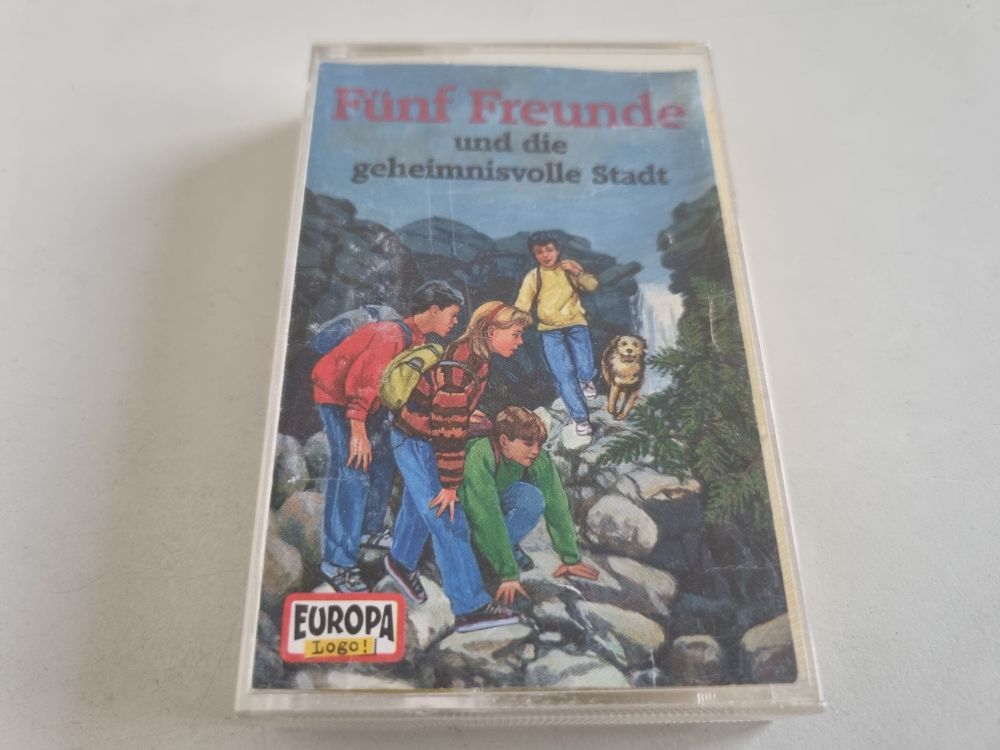 Fünf Freunde
und die
geheimnisvolle Stadt
EUROPA
Logo!